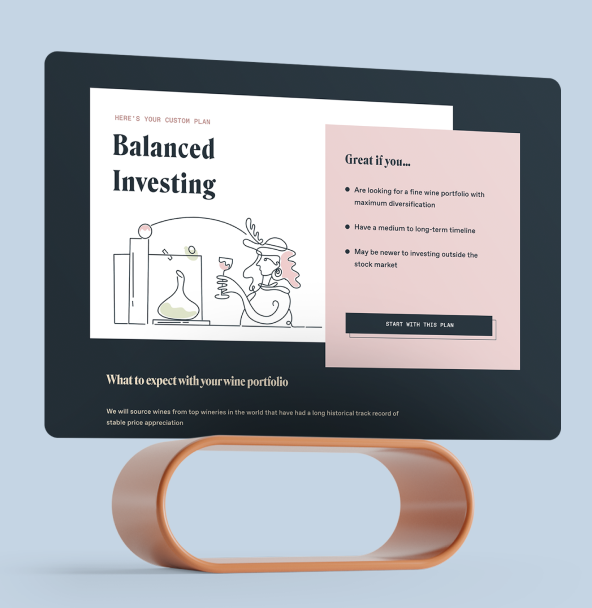 HERE'S YOUR CUSTOM PLAN
Balanced
Investing
Great if you...
Are looking for a fine wine portfolio with
maximum diversification
Have a medium to long-term timeline
May be newer to investing outside the
stock market
START WITH THIS PLAN
What to expect with your wine portfolio
We will source wines from top wineries in the world that have had a long historical track record of
stable price appreciation